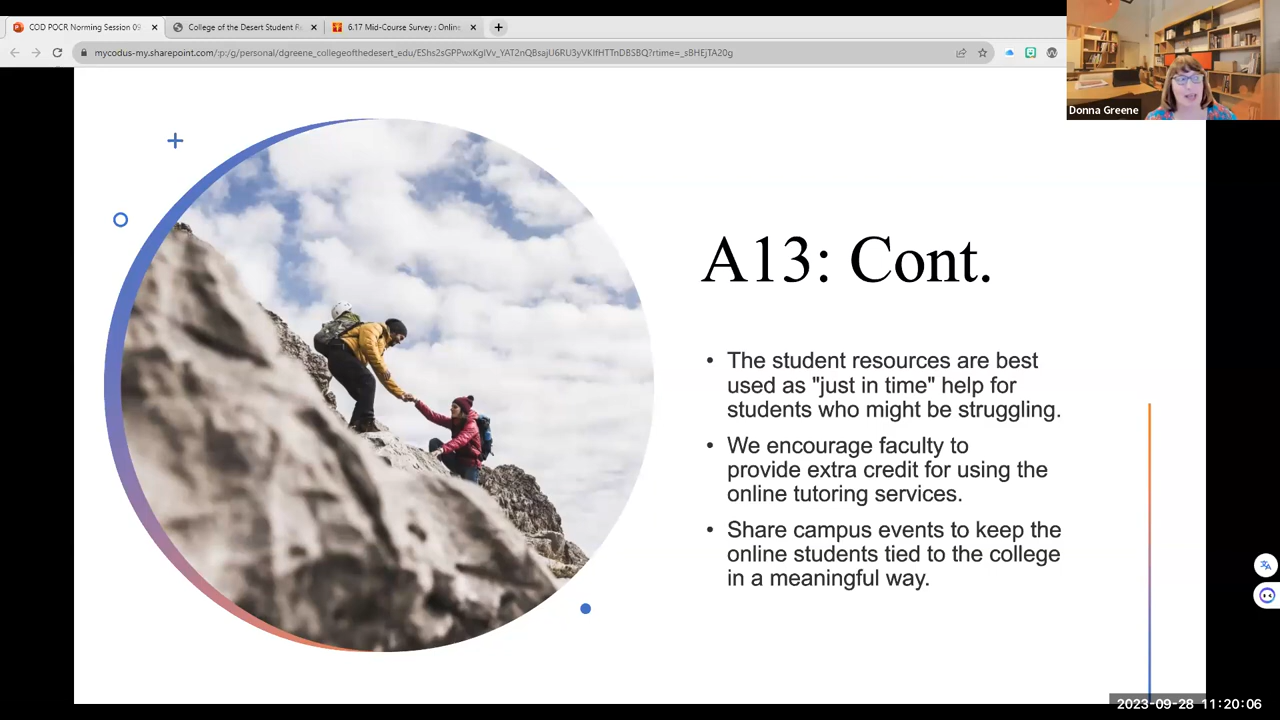 COD POCR Norming Session 09
College of the Desert Student R
6.17 Mid-Course Survey: Online
mycodus-my.sharepoint.com/:p:/g/personal/dgreene_collegeofthedesert_edu/EShs2sGPPwxKgIVv_YAT2nQBsajU6RU3yVKlfHTTnDBSBQ?rtime=_sBHEjTA20g
Donna Greene
A13: Cont.
• The student resources are best
used as "just in time" help for
students who might be struggling.
• We encourage faculty to
provide extra credit for using the
online tutoring services.
• Share campus events to keep the
online students tied to the college
in a meaningful way.
2023-09-28 11:20:06